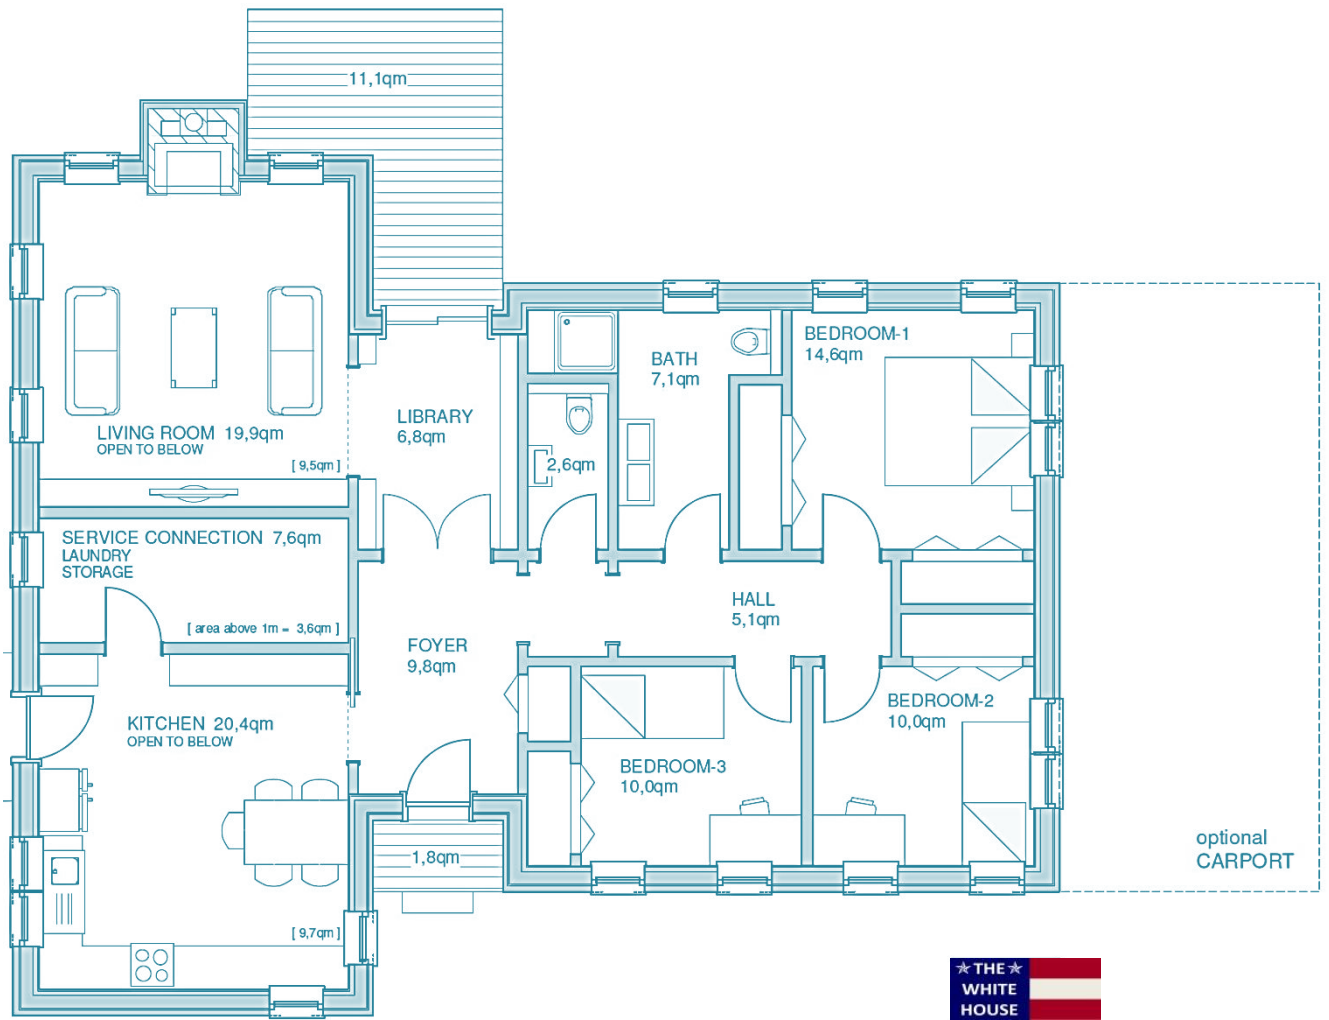 11,1qm
BEDROOM-1
14,6qm
BATH
7,1qm
LIBRARY
6,8qm
LIVING ROOM 19,9qm
OPEN TO BELOW
[ 9,5qm ]
2,6qm
SERVICE CONNECTION 7,6qm
LAUNDRY
STORAGE
[ area above 1m = 3,6qm ]
HALL
5,1qm
FOYER
9,8qm
KITCHEN 20,4qm
OPEN TO BELOW
BEDROOM-2
10,0qm
BEDROOM-3
10,0qm
1,8qm
optional
CARPORT
[ 9,7qm ]
THE
WHITE
HOUSE